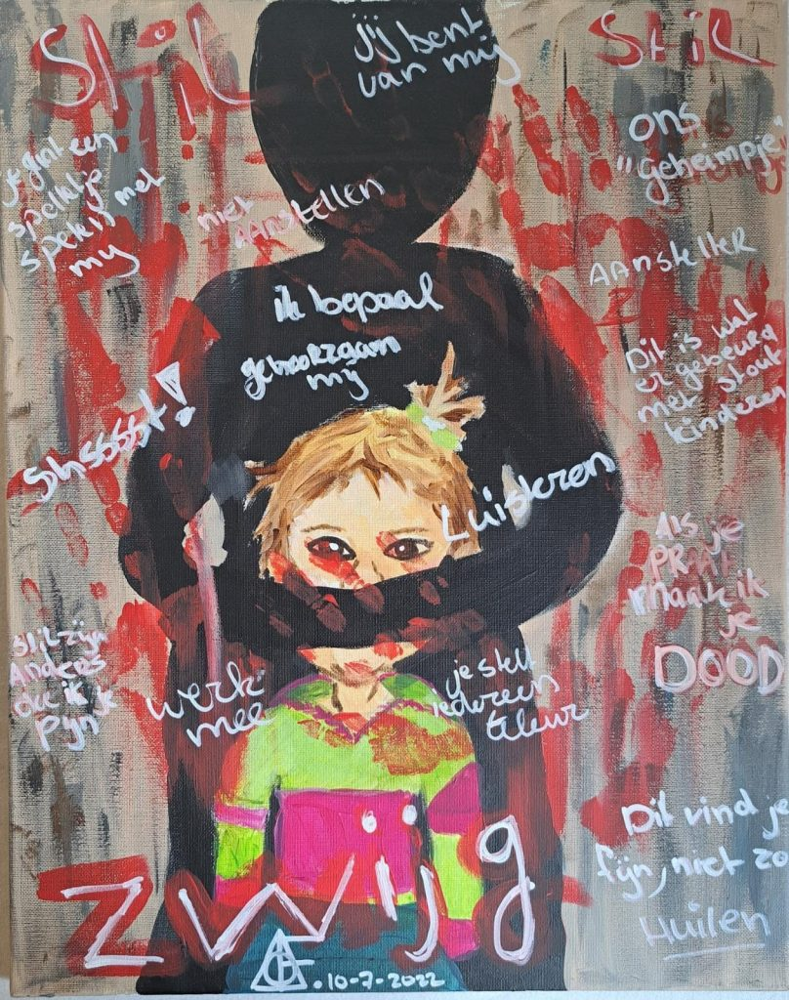 Stil
jij bent
van mij
Stil
ons
"geheimpje"
je gint een
spelletje
spelen met
mij
niet
AANSTELLEN
AANSTELLER
ik bepaal
gehoorzaam
mij
Dit is wat
er gebeurd
met stout
kinderen
Shsssst!
Luisteren
Als je
PRAAT
maak ik
je
DOOD
Stil zijn
Anders
doe ik
pijn
werk
mee
je stelt
iedereen
teleur
Dit vind je
fijn, niet zo
Huilen
zwijg
10-7-2022